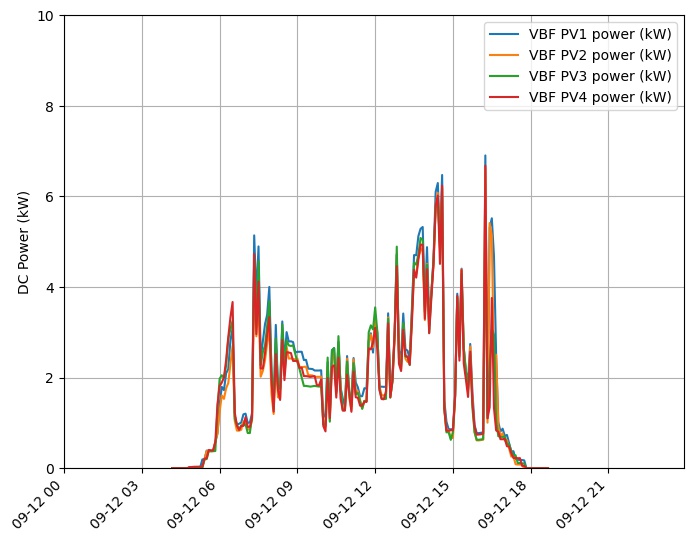 10
8
6
4
2
0
DC Power (kW)
VBF PV1 power (kW)
VBF PV2 power (kW)
VBF PV3 power (kW)
VBF PV4 power (kW)
09-12 00
09-12 03
09-12 06
09-12 09
09-12 12
09-12 15
09-12 18
09-12 21